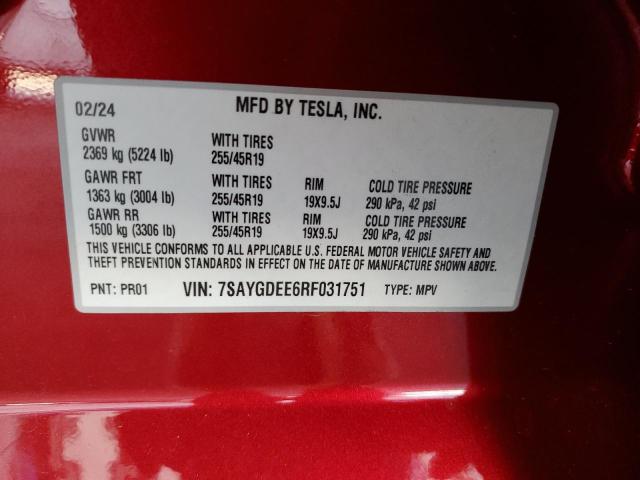 02/24 MFD BY TESLA, INC.
GVWR WITH TIRES
2369 kg (5224 lb) 255/45R19
GAWR FRT WITH TIRES RIM COLD TIRE PRESSURE
1363 kg (3004 lb) 255/45R19 19X9.5J 290 kPa, 42 psi
GAWR RR WITH TIRES RIM COLD TIRE PRESSURE
1500 kg (3306 lb) 255/45R19 19X9.5J 290 kPa, 42 psi
THIS VEHICLE CONFORMS TO ALL APPLICABLE U.S. FEDERAL MOTOR VEHICLE SAFETY AND
THEFT PREVENTION STANDARDS IN EFFECT ON THE DATE OF MANUFACTURE SHOWN ABOVE.
PNT: PR01 VIN: 7SAYGDEE6RF031751 TYPE: MPV